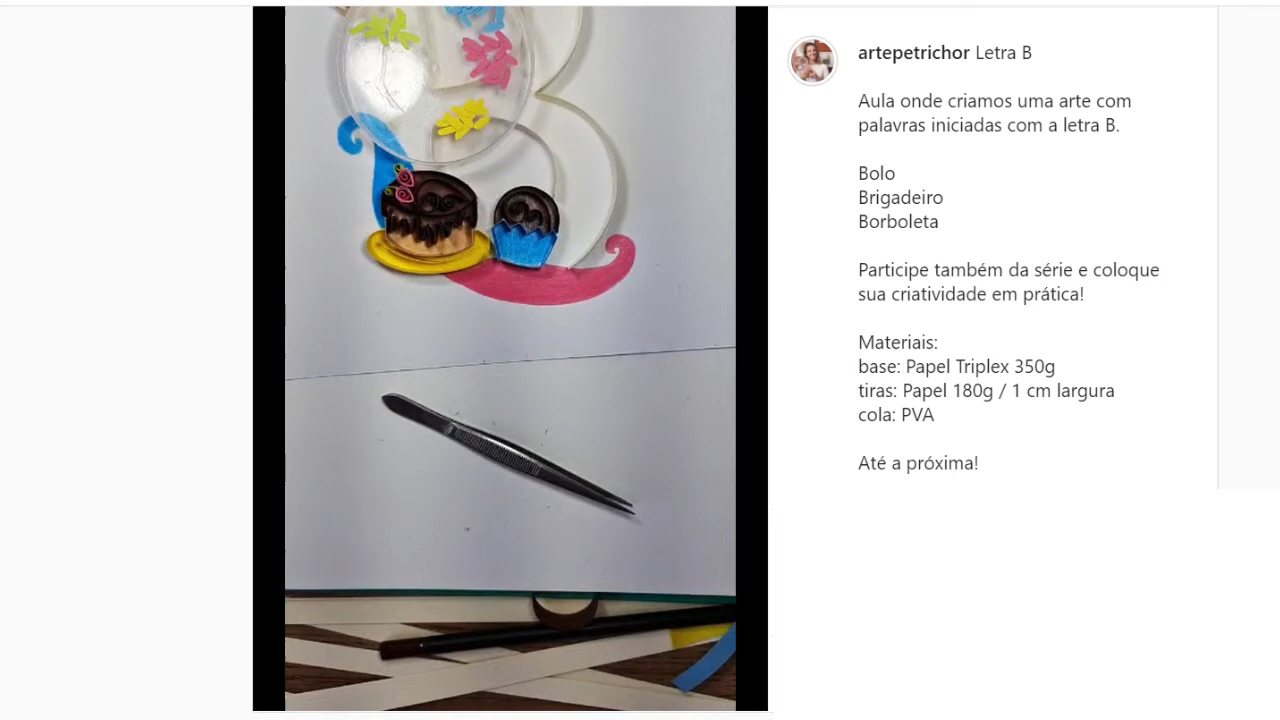 artepetrichor Letra B
Aula onde criamos uma arte com
palavras iniciadas com a letra B.
Bolo
Brigadeiro
Borboleta
Participe também da série e coloque
sua criatividade em prática!
Materiais:
base: Papel Triplex 350g
tiras: Papel 180g / 1 cm largura
cola: PVA
Até a próxima!